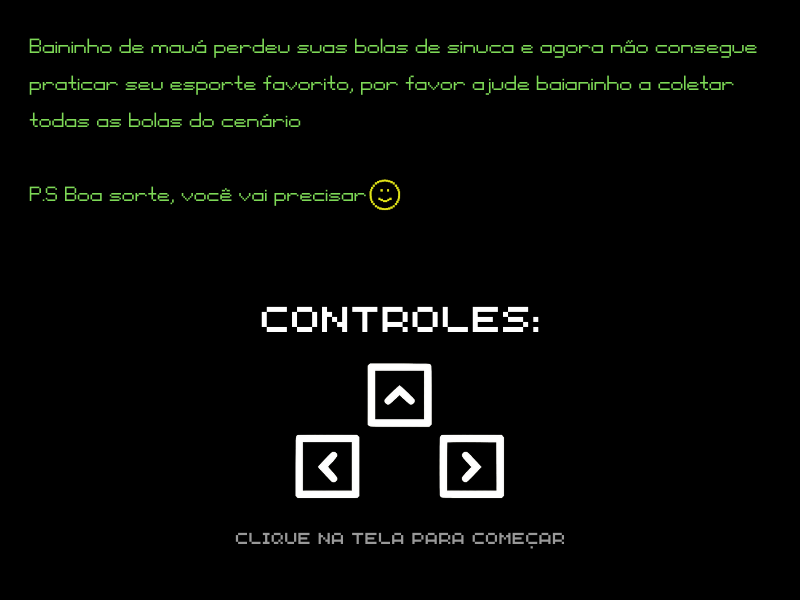 Baininho de mauá perdeu suas bolas de sinuca e agora não consegue
praticar seu esporte favorito, por favor ajude baianinho a coletar
todas as bolas do cenário
P.S Boa sorte, você vai precisar
CONTROLES:
CLIQUE NA TELA PARA COMEÇAR